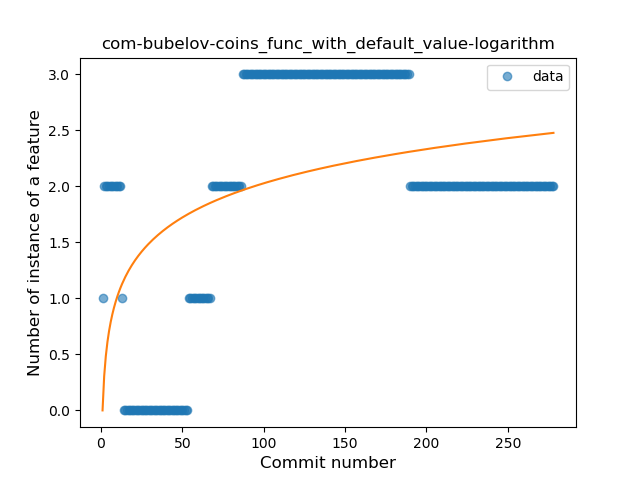 com-bubelov-coins_func_with_default_value-logarithm
data
Number of instance of a feature
3.0
2.5
2.0
1.5
1.0
0.5
0.0
0 50 100 150 200 250
Commit number